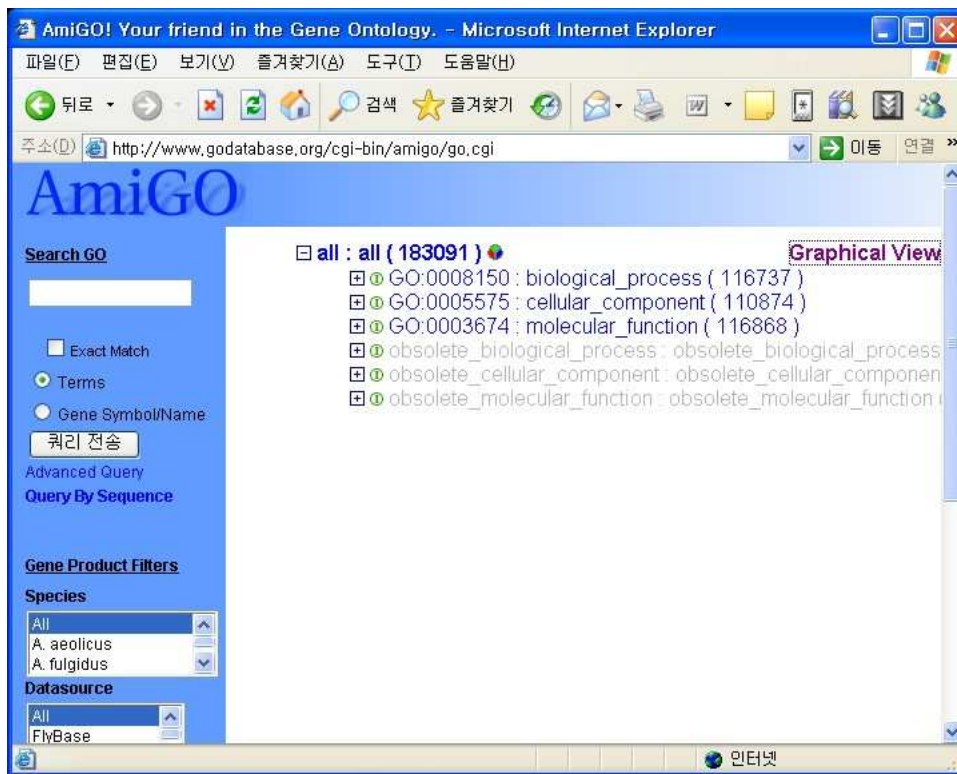 AmiGO! Your friend in the Gene Ontology. - Microsoft Internet Explorer
파일(F) 편집(E) 보기(V) 즐겨찾기(A) 도구(T) 도움말(H)
뒤로 검색 즐겨찾기
주소(D) http://www.godatabase.org/cgi-bin/amigo/go.cgi 이동 연결 »
AmiGO
Search GO
Exact Match
Terms
Gene Symbol/Name
쿼리 전송
Advanced Query
Query By Sequence
Gene Product Filters
Species
All
A. aeolicus
A. fulgidus
Datasource
All
FlyBase
all : all ( 183091 )
Graphical View
GO:0008150 : biological_process ( 116737 )
GO:0005575 : cellular_component ( 110874 )
GO:0003674 : molecular_function ( 116868 )
obsolete_biological_process : obsolete_biological_process
obsolete_cellular_component : obsolete_cellular_componen
obsolete_molecular_function : obsolete_molecular_function (
인터넷